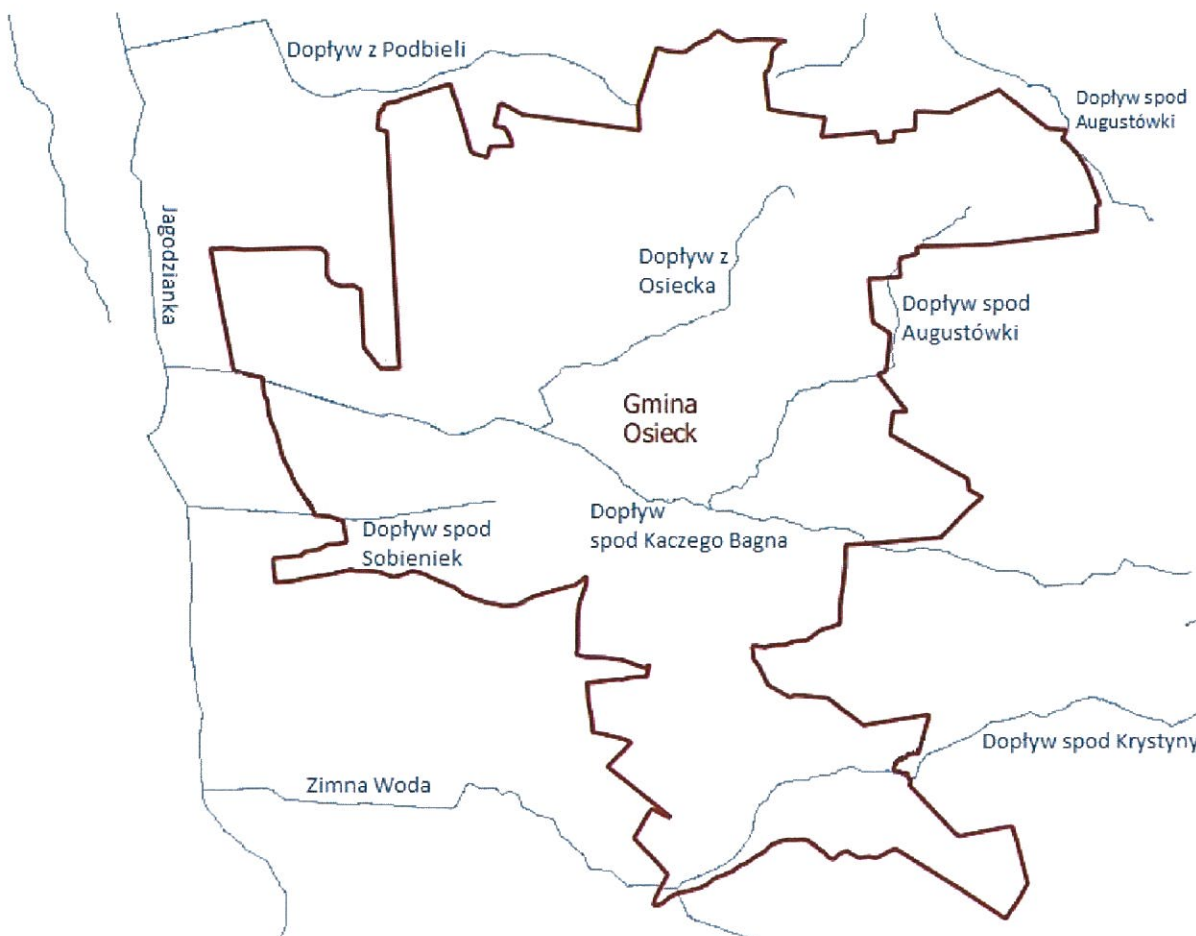 Dopływ z Podbieli
Dopływ spod
Augustówki
Jagodzianka
Dopływ z
Osiecka
Dopływ spod
Augustówki
Gmina
Osieck
Dopływ
spod Kaczego Bagna
Dopływ spod
Sobieniek
Dopływ spod Krystyny
Zimna Woda